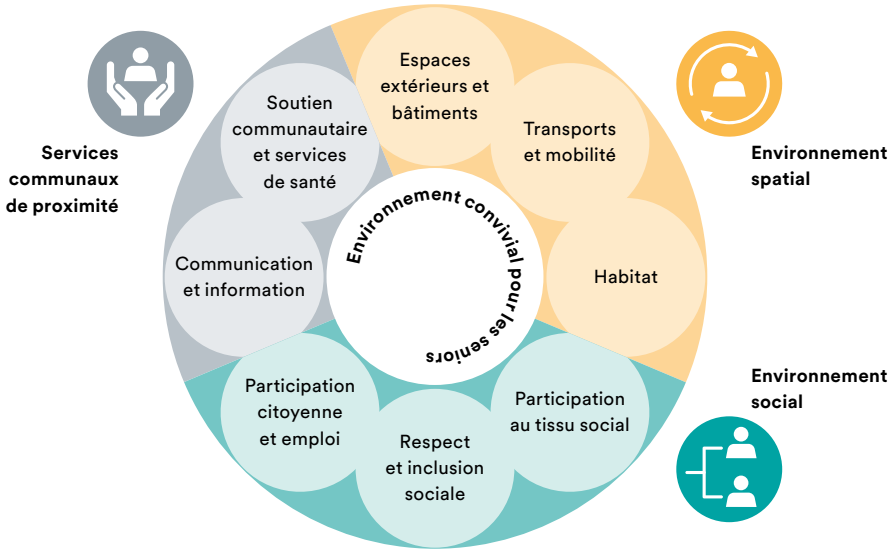 Espaces
extérieurs et
bâtiments
Transports
et mobilité
Habitat
Participation
au tissu social
Respect
et inclusion
sociale
Participation
citoyenne
et emploi
Communication
et information
Soutien
communautaire
et services
de santé
Environnement convivial pour les seniors
Services
communaux
de proximité
Environnement
spatial
Environnement
social